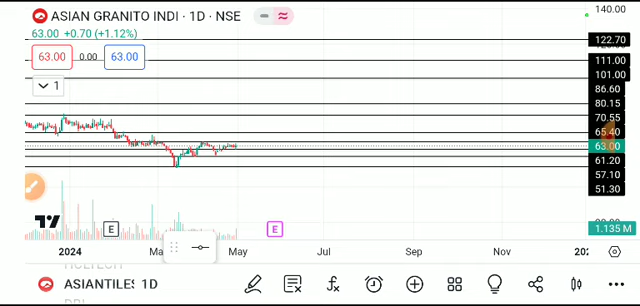 ASIAN GRANITO INDI · 1D · NSE
63.00 +0.70 (+1.12%)
63.00 0.00 63.00
1
140.00
122.70
111.00
101.00
86.60
80.15
70.55
65.40
63.00
61.20
57.10
51.30
1.135 M
E E
2024 May Jul Sep Nov
ASIANTILES 1D